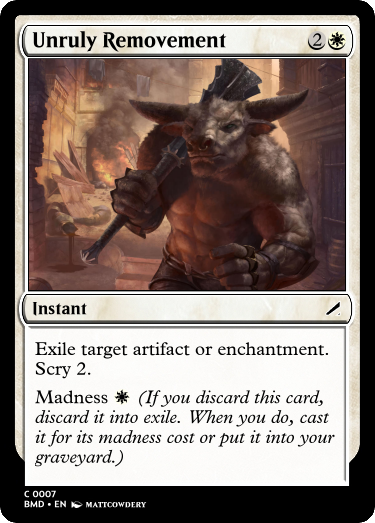 Unruly Removement 2
Instant
Exile target artifact or enchantment.
Scry 2.
Madness (If you discard this card,
discard it into exile. When you do, cast
it for its madness cost or put it into your
graveyard.)
C 0007
BMD • EN MATTCOWDERY